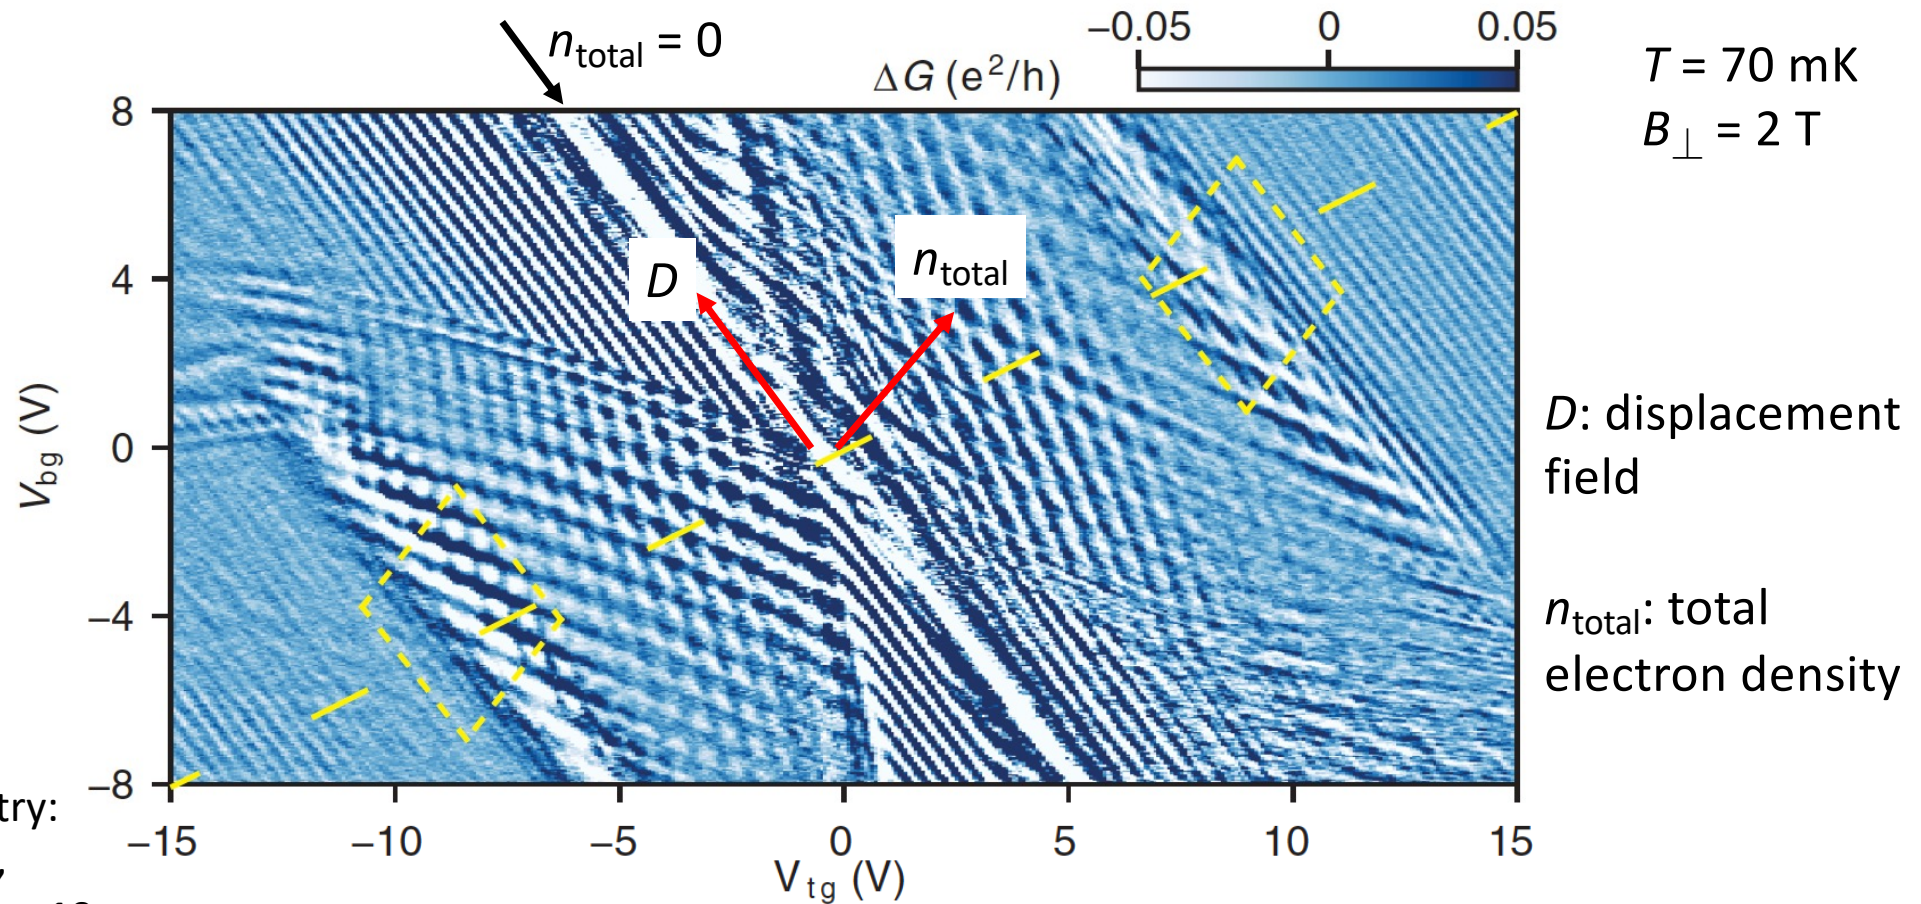 n_total = 0
−0.05 0 0.05
ΔG (e²/h)
T = 70 mK
B⊥ = 2 T
8
4
0
−4
−8
V_bg (V)
D
n_total
D: displacement
field
n_total: total
electron density
try:
−15 −10 −5 0 5 10 15
V_tg (V)